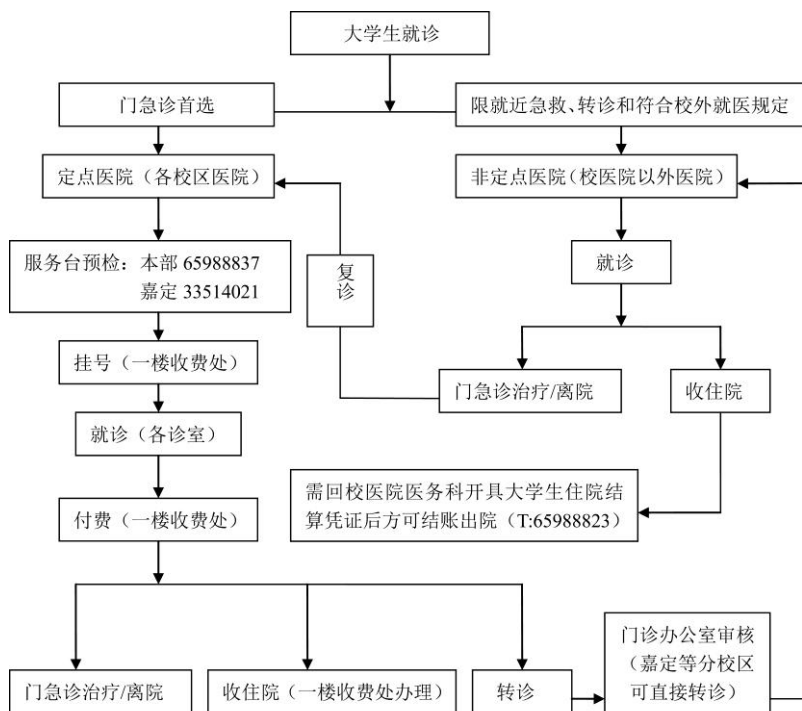 大学生就诊
门急诊首选
限就近急救、转诊和符合校外就医规定
定点医院（各校区医院）
非定点医院（校医院以外医院）
服务台预检：本部 65988837
嘉定 33514021
复
诊
就诊
挂号（一楼收费处）
门急诊治疗/离院
收住院
就诊（各诊室）
需回校医院医务科开具大学生住院结
算凭证后方可结账出院（T:65988823）
付费（一楼收费处）
门急诊治疗/离院
收住院（一楼收费处办理）
转诊
门诊办公室审核
（嘉定等分校区
可直接转诊）